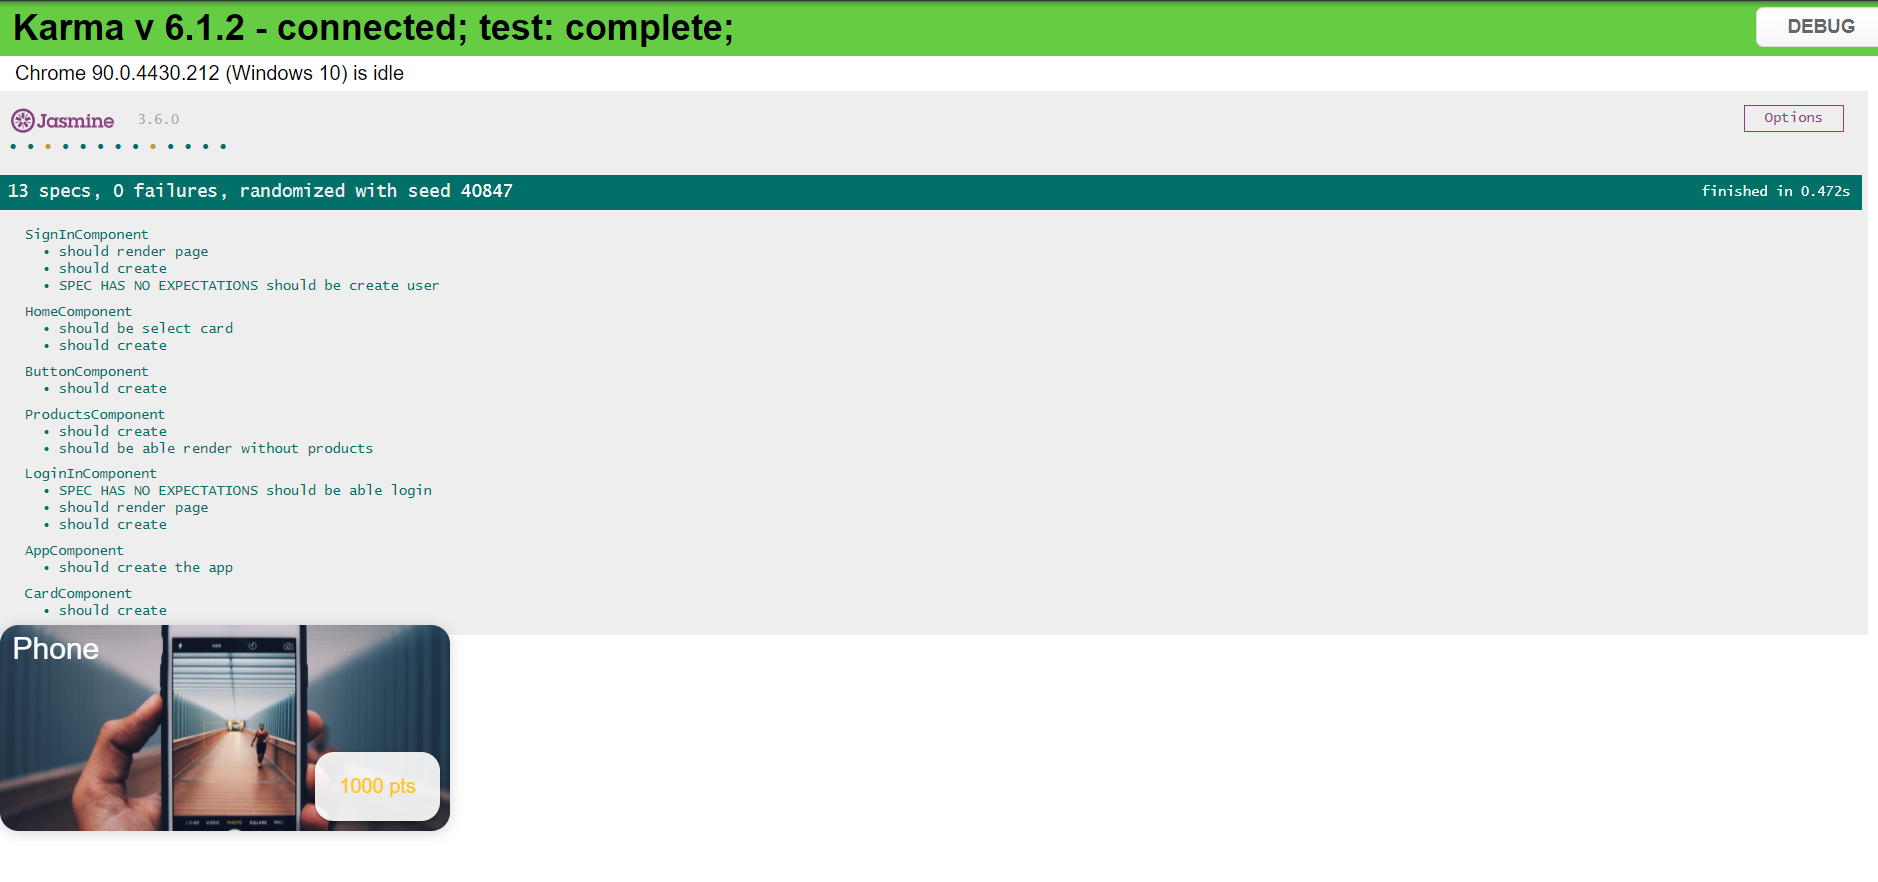 Karma v 6.1.2 - connected; test: complete;
DEBUG
Chrome 90.0.4430.212 (Windows 10) is idle
Jasmine 3.6.0
Options
13 specs, 0 failures, randomized with seed 40847
finished in 0.472s
SignInComponent
• should render page
• should create
• SPEC HAS NO EXPECTATIONS should be create user
HomeComponent
• should be select card
• should create
ButtonComponent
• should create
ProductsComponent
• should create
• should be able render without products
LoginInComponent
• SPEC HAS NO EXPECTATIONS should be able login
• should render page
• should create
AppComponent
• should create the app
CardComponent
• should create
Phone
HDR
1000 pts
VIDEO PHOTO SQUARE